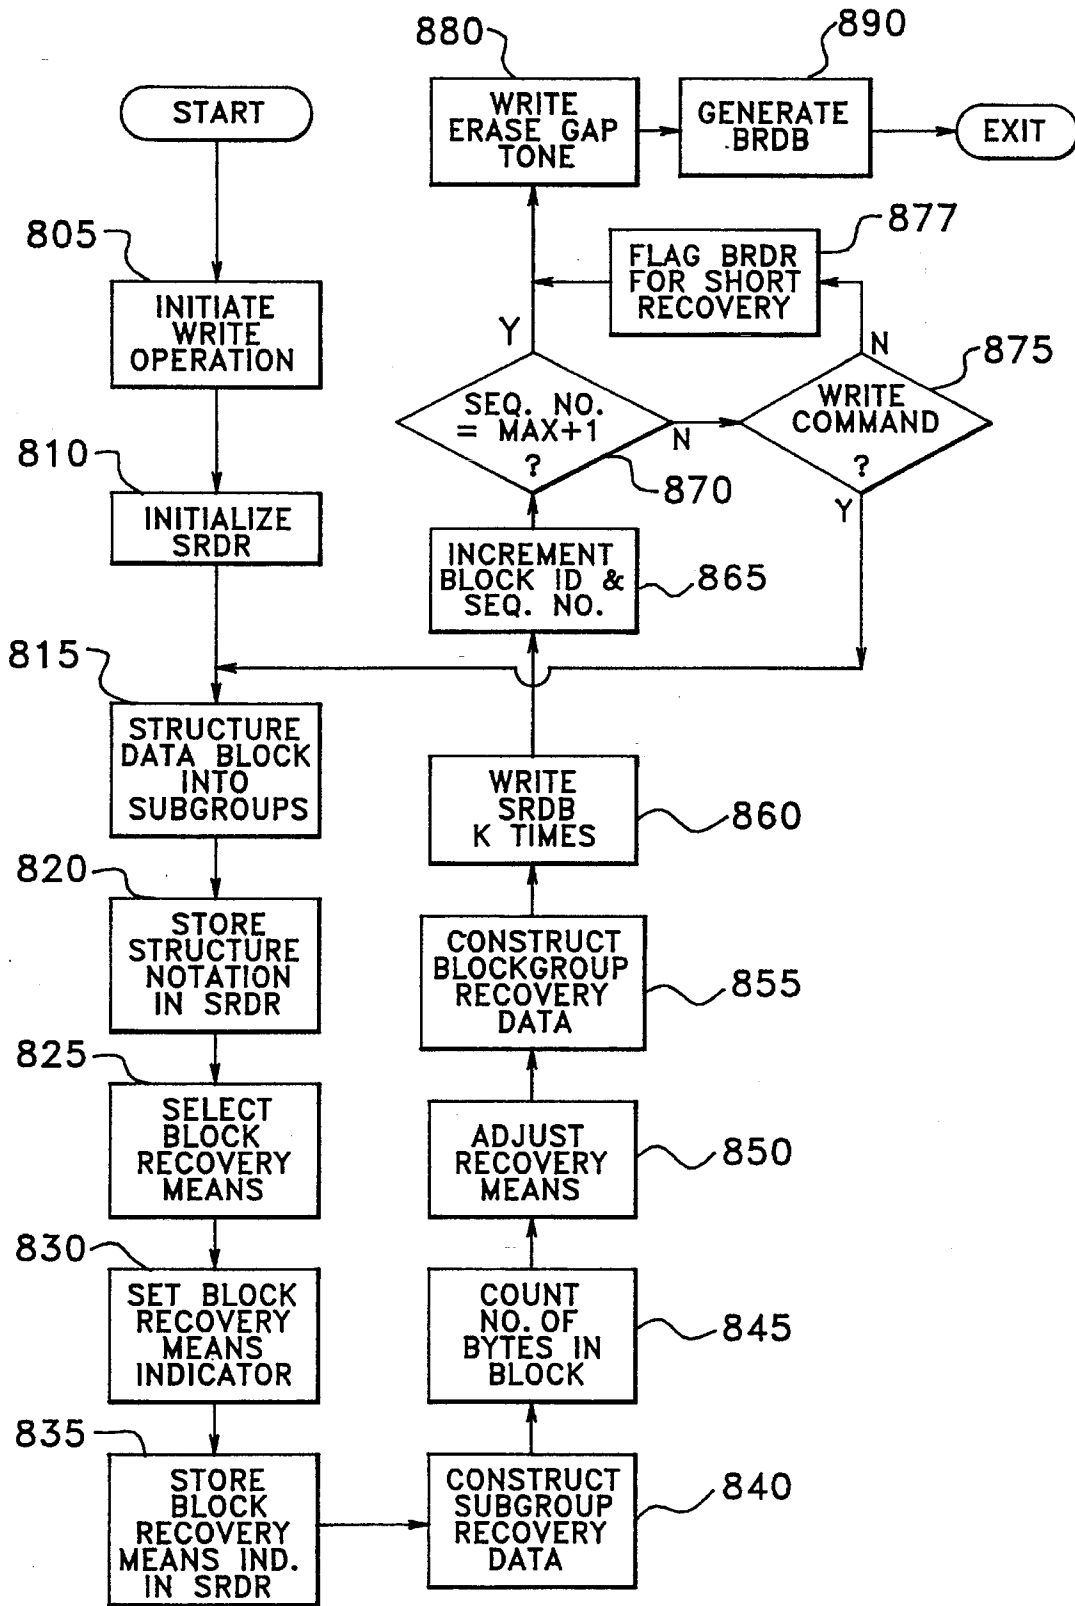 START
805
INITIATE
WRITE
OPERATION
810
INITIALIZE
SRDR
815
STRUCTURE
DATA BLOCK
INTO
SUBGROUPS
820
STORE
STRUCTURE
NOTATION
IN SRDR
825
SELECT
BLOCK
RECOVERY
MEANS
830
SET BLOCK
RECOVERY
MEANS
INDICATOR
835
STORE
BLOCK
RECOVERY
MEANS IND.
IN SRDR
CONSTRUCT
SUBGROUP
RECOVERY
DATA
840
COUNT
NO. OF
BYTES IN
BLOCK
845
ADJUST
RECOVERY
MEANS
850
CONSTRUCT
BLOCKGROUP
RECOVERY
DATA
855
WRITE
SRDB
K TIMES
860
INCREMENT
BLOCK ID &
SEQ. NO.
865
SEQ. NO.
= MAX+1
?
870
Y
N
WRITE
COMMAND
?
875
N
Y
FLAG BRDR
FOR SHORT
RECOVERY
877
880
WRITE
ERASE GAP
TONE
890
GENERATE
BRDB
EXIT